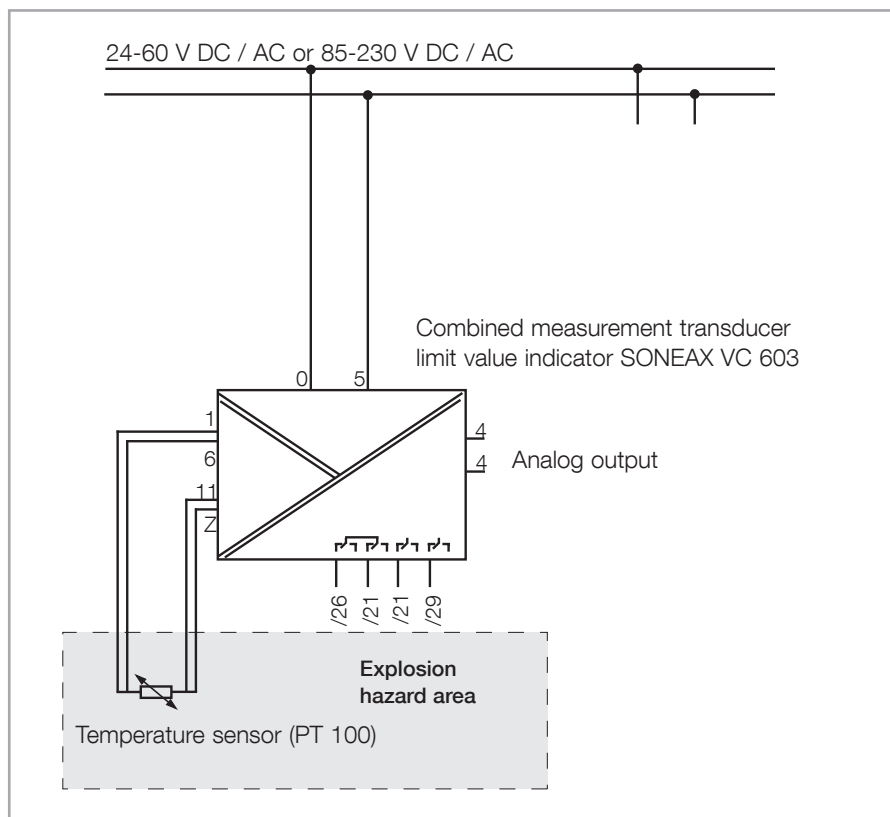 24-60 V DC / AC or 85-230 V DC / AC
Combined measurement transducer
limit value indicator SONEAX VC 603
0 5
1
6
11
Z
4
4
Analog output
/26 /21 /21 /29
Explosion
hazard area
Temperature sensor (PT 100)